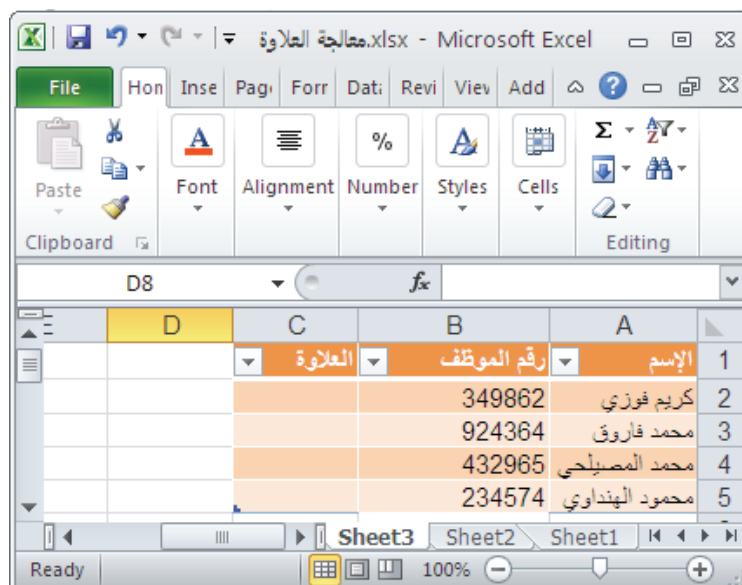 معالجة العلاوة.xlsx - Microsoft Excel
File Hon Inse Pag Forr Dat Revi Viev Add
Paste Font Alignment Number Styles Cells
Clipboard Editing
D8 fx
D C B A
1 الإسم رقم الموظف العلاوة
2 كريم فوزي 349862
3 محمد فاروق 924364
4 محمد المصيلحي 432965
5 محمود الهنداوي 234574
Sheet3 Sheet2 Sheet1
Ready 100%